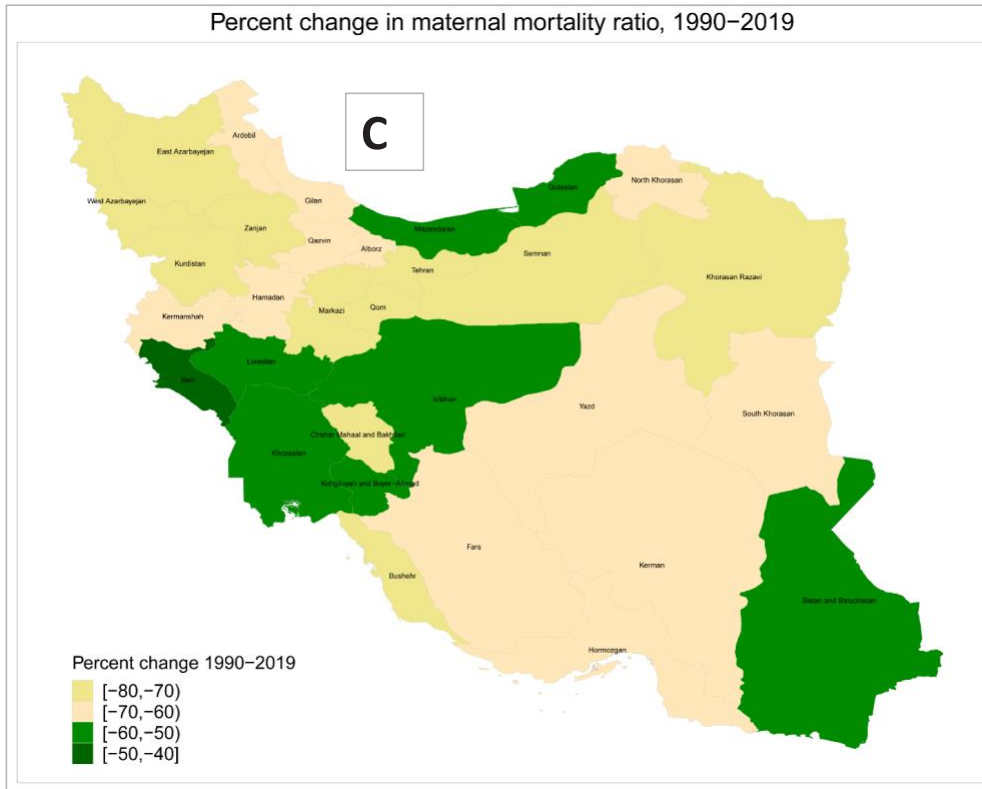 Percent change in maternal mortality ratio, 1990−2019
C
Ardebil
East Azarbayejan
North Khorasan
Golestan
West Azarbayejan
Gilan
Zanjan
Mazandaran
Qazvin
Alborz
Semnan
Kurdistan
Tehran
Khorasan Razavi
Hamadan
Markazi
Qom
Kermanshah
Lorestan
Ilam
Isfahan
Yazd
South Khorasan
Chahar Mahaal and Bakhtiari
Khozestan
Kohgiluyeh and Boyer−Ahmad
Fars
Kerman
Bushehr
Sistan and Baluchistan
Hormozgan
Percent change 1990−2019
[−80,−70)
[−70,−60)
[−60,−50)
[−50,−40]